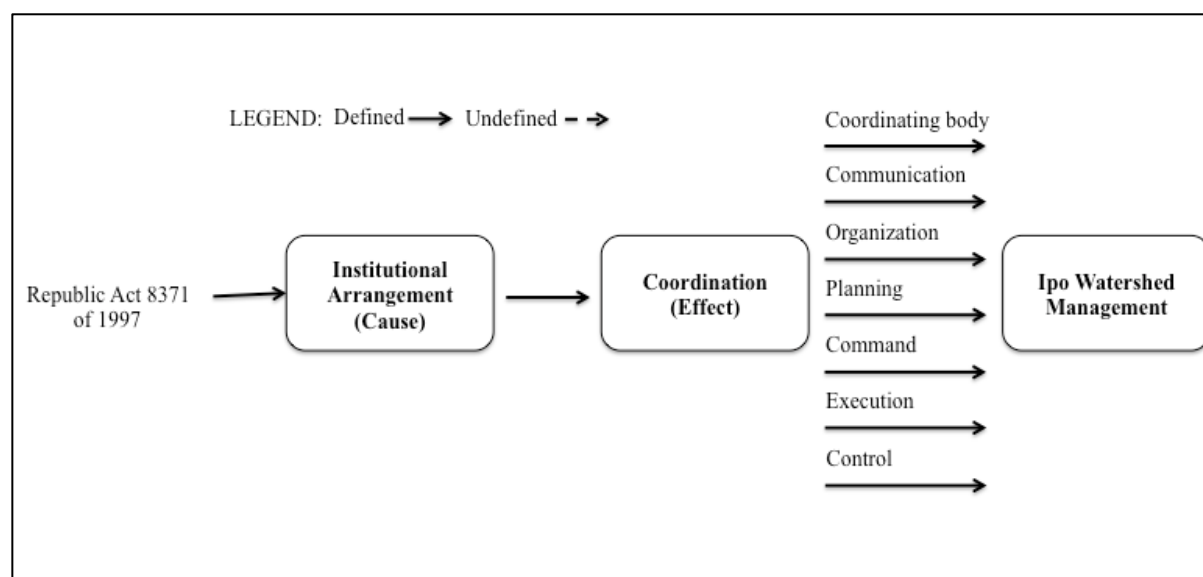 LEGEND: Defined Undefined
Coordinating body
Communication
Organization
Planning
Command
Execution
Control
Republic Act 8371
of 1997
Institutional
Arrangement
(Cause)
Coordination
(Effect)
Ipo Watershed
Management